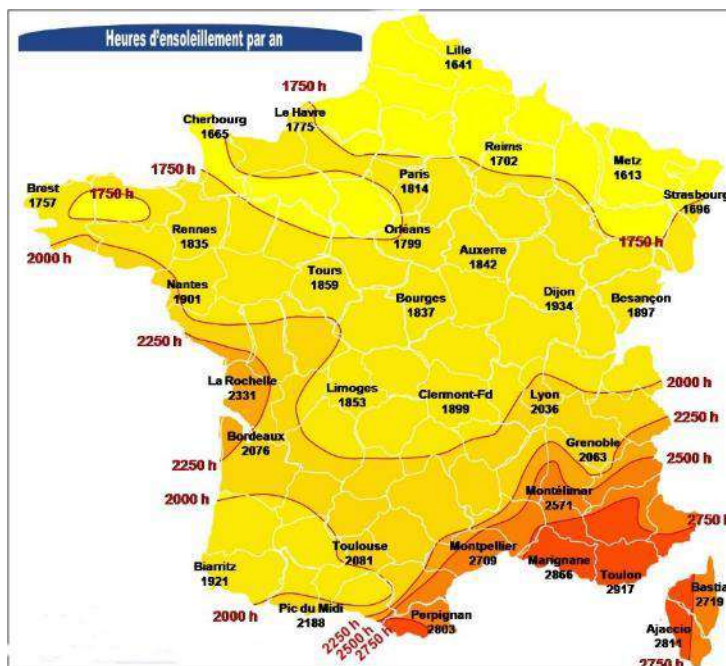 Heures d'ensoleillement par an
Lille
1641
1750 h
Le Havre
1775
Cherbourg
1665
Reims
1702
Metz
1613
1750 h
Paris
1814
Brest
1757
1750 h
Strasbourg
1696
Rennes
1835
Orléans
1799
1750 h
2000 h
Auxerre
1842
Tours
1859
Nantes
1901
Bourges
1837
Dijon
1934
Besançon
1897
2250 h
La Rochelle
2331
Limoges
1853
Clermont-Fd
1899
Lyon
2036
2000 h
2250 h
Bordeaux
2076
Grenoble
2063
2250 h
2500 h
2000 h
Montélimar
2571
2750 h
Toulouse
2081
Montpellier
2709
Marignane
2866
Biarritz
1921
Toulon
2917
Bastia
2719
2000 h
Pic du Midi
2188
2250 h
2500 h
2750 h
Perpignan
2803
Ajaccio
2811
2750 h